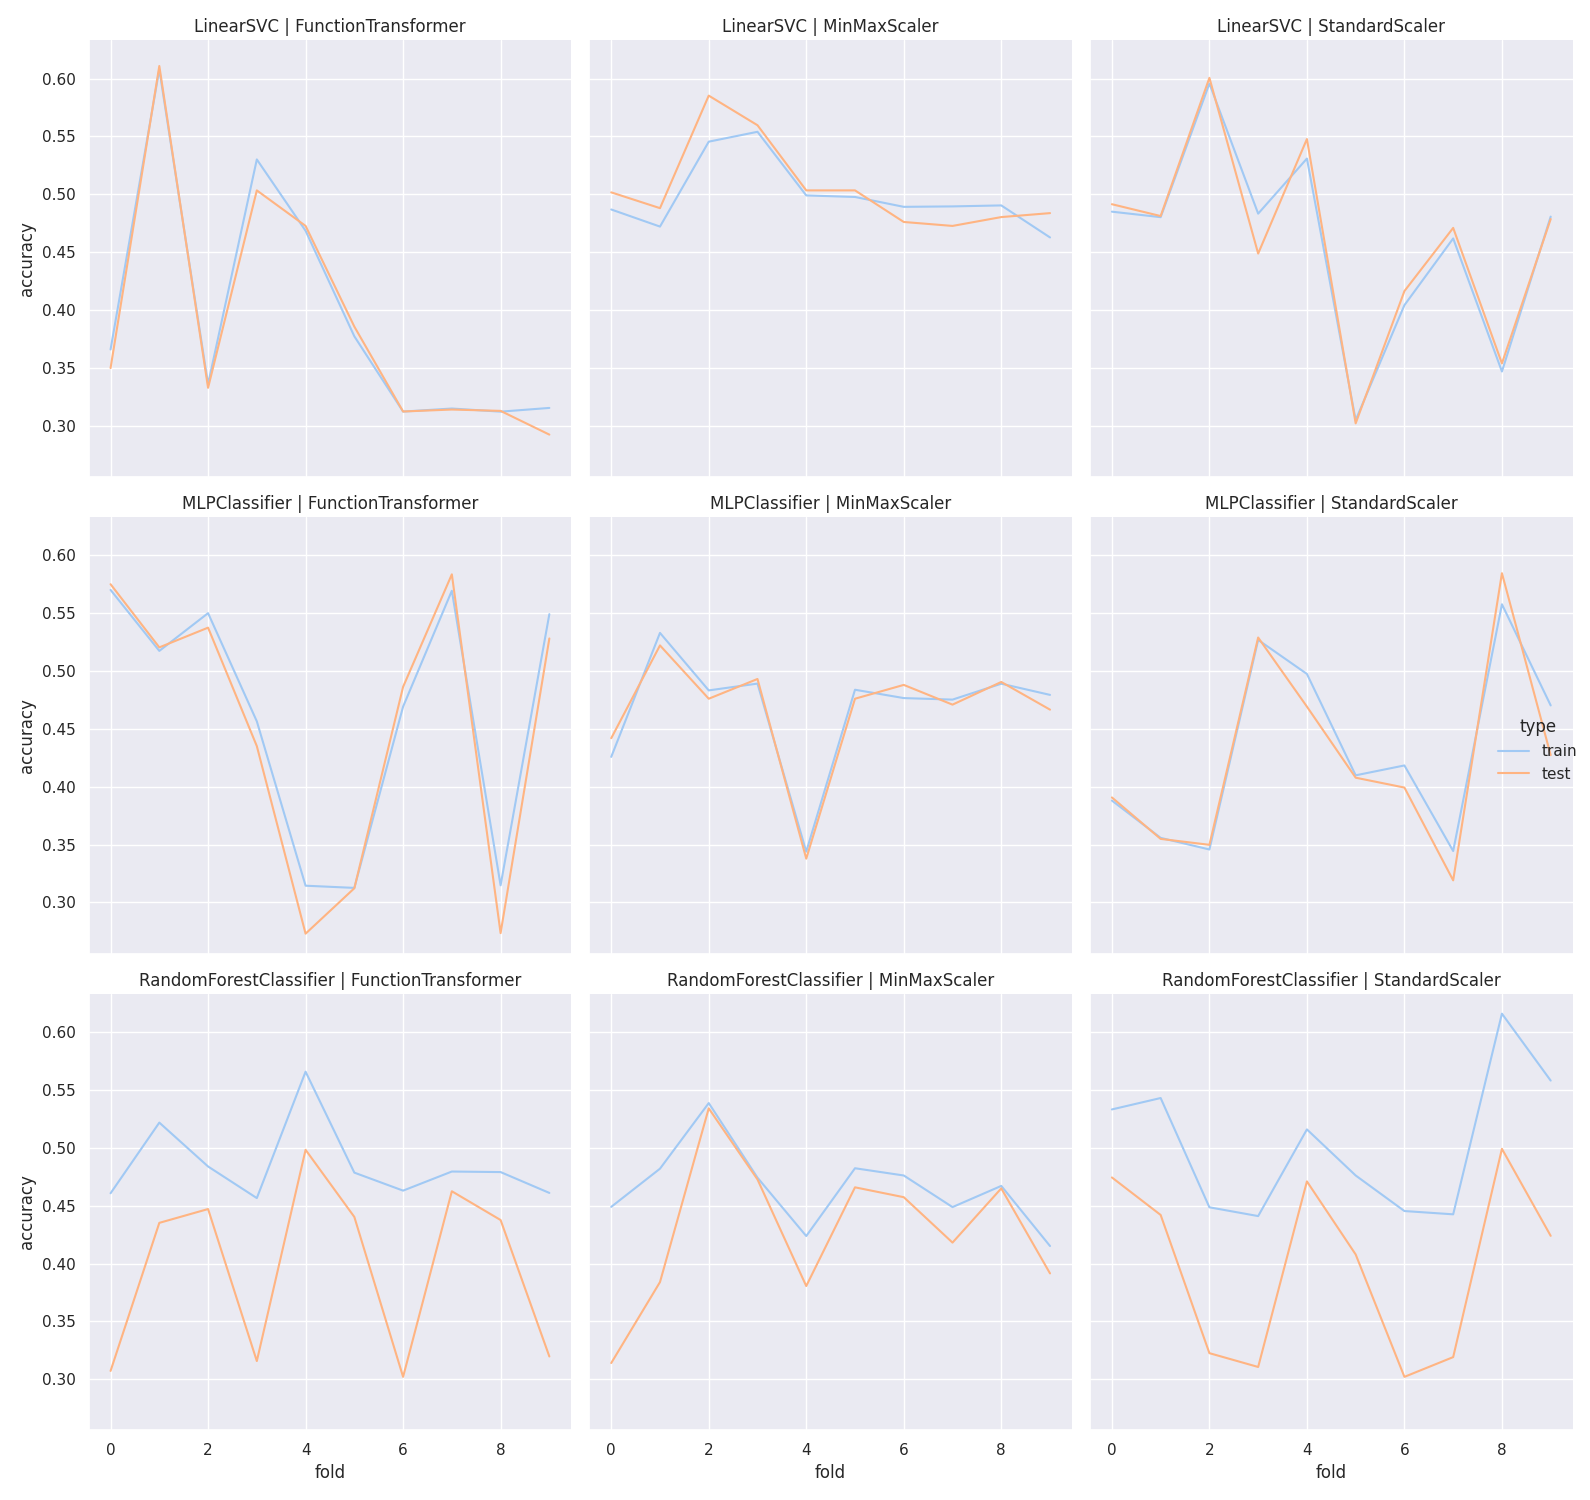 LinearSVC | FunctionTransformer
LinearSVC | MinMaxScaler
LinearSVC | StandardScaler
0.60
0.55
0.50
0.45
0.40
0.35
0.30
accuracy
MLPClassifier | FunctionTransformer
MLPClassifier | MinMaxScaler
MLPClassifier | StandardScaler
0.60
0.55
0.50
0.45
0.40
0.35
0.30
accuracy
type
train
test
RandomForestClassifier | FunctionTransformer
RandomForestClassifier | MinMaxScaler
RandomForestClassifier | StandardScaler
0.60
0.55
0.50
0.45
0.40
0.35
0.30
accuracy
0 2 4 6 8
0 2 4 6 8
0 2 4 6 8
fold
fold
fold